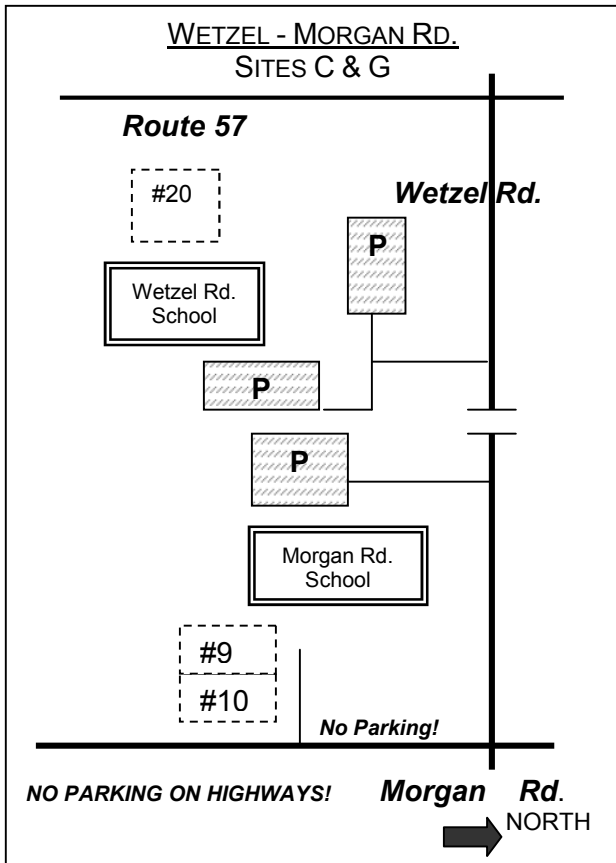 WETZEL - MORGAN RD.
SITES C & G
Route 57
#20
Wetzel Rd.
P
Wetzel Rd.
School
P
P
Morgan Rd.
School
#9
#10
No Parking!
NO PARKING ON HIGHWAYS! Morgan Rd.
NORTH